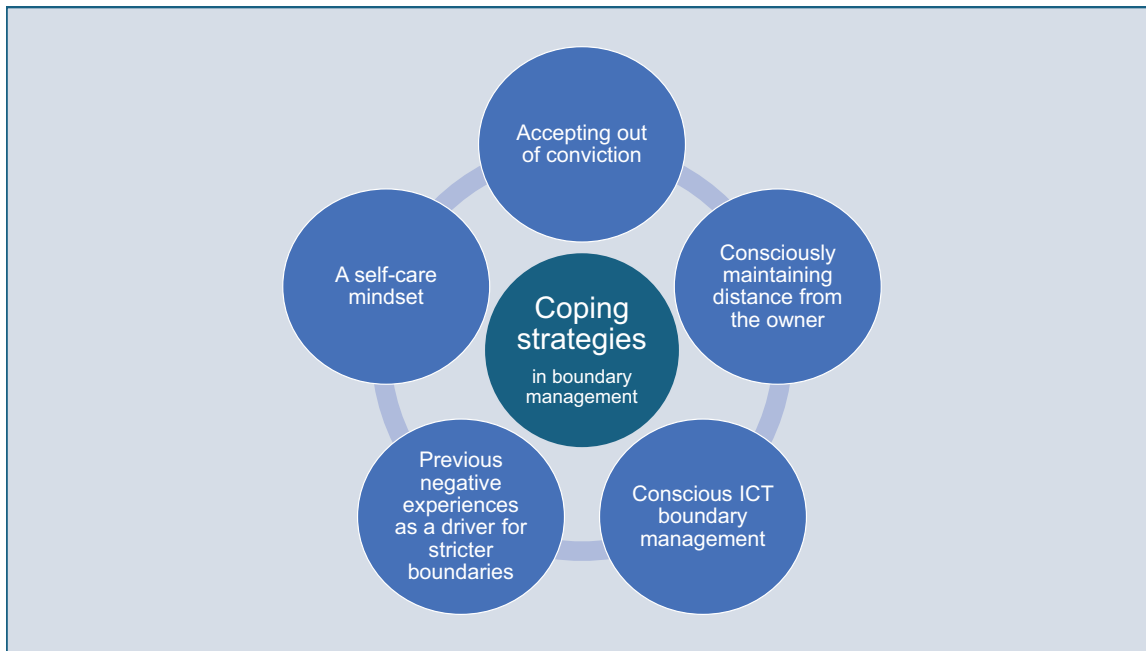 Accepting out
of conviction
Consciously
maintaining
distance from
the owner
Conscious ICT
boundary
management
Previous
negative
experiences
as a driver for
stricter
boundaries
A self-care
mindset
Coping
strategies
in boundary
management